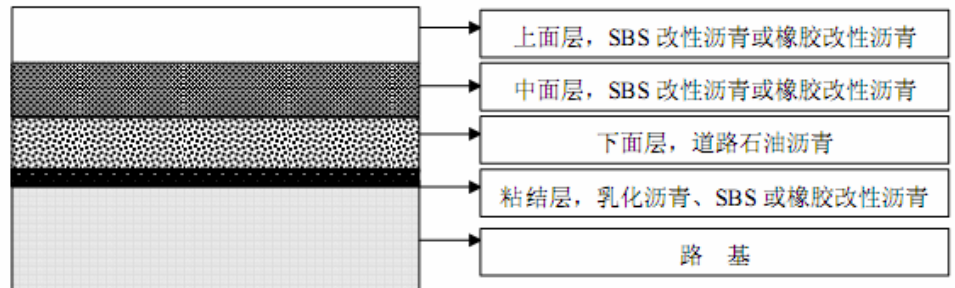 上面层，SBS 改性沥青或橡胶改性沥青
中面层，SBS 改性沥青或橡胶改性沥青
下面层，道路石油沥青
粘结层，乳化沥青、SBS 或橡胶改性沥青
路 基